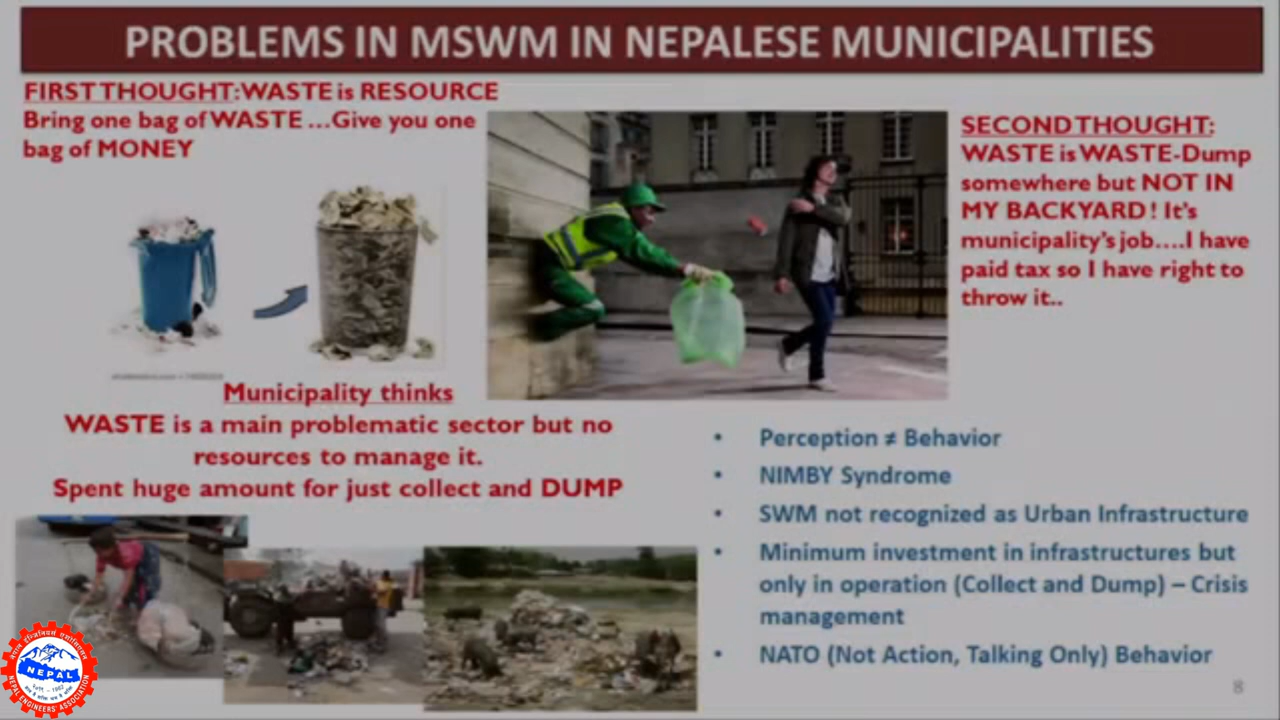 PROBLEMS IN MSWM IN NEPALESE MUNICIPALITIES
FIRST THOUGHT: WASTE is RESOURCE
Bring one bag of WASTE ...Give you one
bag of MONEY
SECOND THOUGHT:
WASTE is WASTE-Dump
somewhere but NOT IN
MY BACKYARD ! It's
municipality's job....I have
paid tax so I have right to
throw it..
Municipality thinks
WASTE is a main problematic sector but no
resources to manage it.
Spent huge amount for just collect and DUMP
• Perception ≠ Behavior
• NIMBY Syndrome
• SWM not recognized as Urban Infrastructure
• Minimum investment in infrastructures but
only in operation (Collect and Dump) – Crisis
management
• NATO (Not Action, Talking Only) Behavior
8
NEPAL
NEPAL ENGINEERS' ASSOCIATION